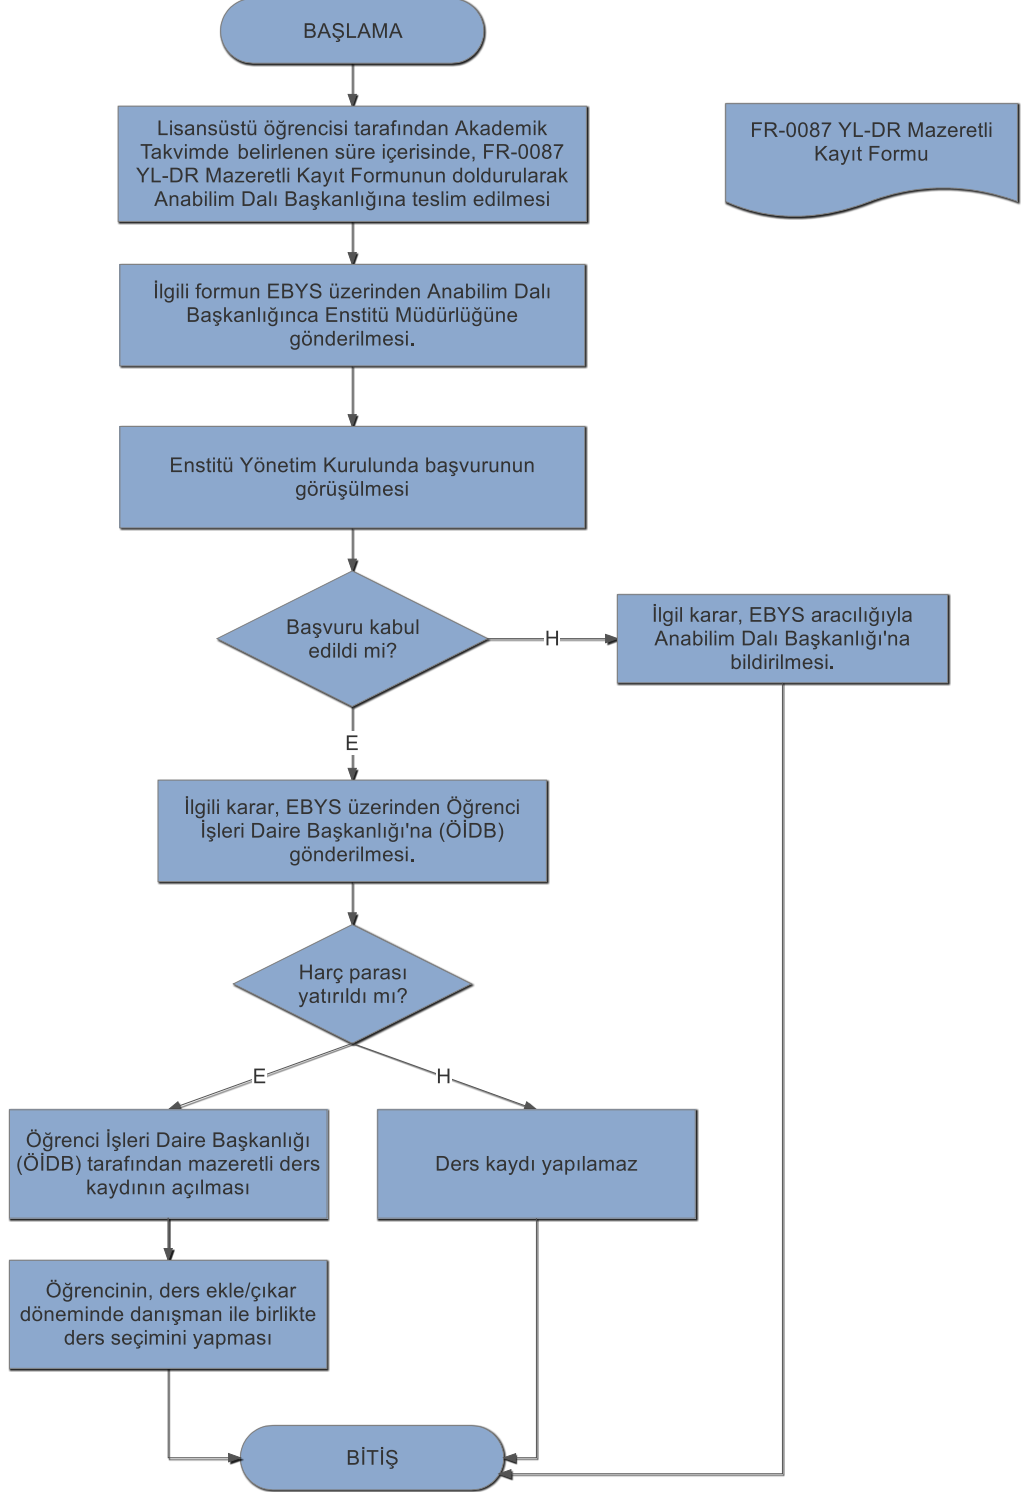 BAŞLAMA
Lisansüstü öğrencisi tarafından Akademik
Takvimde belirlenen süre içerisinde, FR-0087
YL-DR Mazeretli Kayıt Formunun doldurularak
Anabilim Dalı Başkanlığına teslim edilmesi
FR-0087 YL-DR Mazeretli
Kayıt Formu
İlgili formun EBYS üzerinden Anabilim Dalı
Başkanlığınca Enstitü Müdürlüğüne
gönderilmesi.
Enstitü Yönetim Kurulunda başvurunun
görüşülmesi
Başvuru kabul
edildi mi?
H
İlgil karar, EBYS aracılığıyla
Anabilim Dalı Başkanlığı'na
bildirilmesi.
E
İlgili karar, EBYS üzerinden Öğrenci
İşleri Daire Başkanlığı'na (ÖİDB)
gönderilmesi.
Harç parası
yatırıldı mı?
E
H
Öğrenci İşleri Daire Başkanlığı
(ÖİDB) tarafından mazeretli ders
kaydının açılması
Ders kaydı yapılamaz
Öğrencinin, ders ekle/çıkar
döneminde danışman ile birlikte
ders seçimini yapması
BİTİŞ